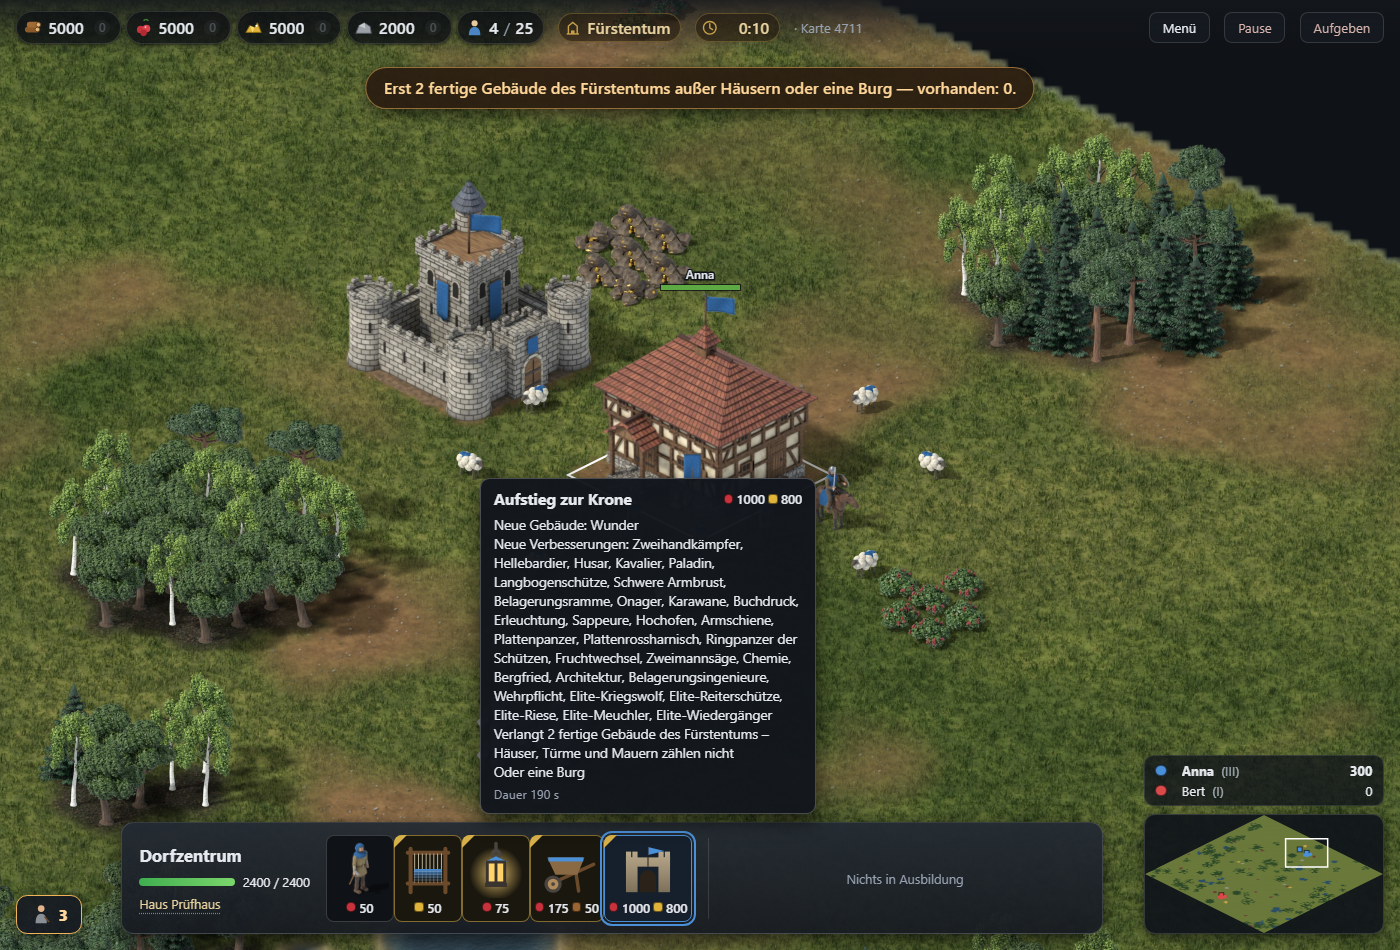 5000 0 5000 0 5000 0 2000 0 4 / 25 Fürstentum 0:10 · Karte 4711 Menü Pause Aufgeben
Erst 2 fertige Gebäude des Fürstentums außer Häusern oder eine Burg — vorhanden: 0.
Anna
Aufstieg zur Krone 1000 800
Neue Gebäude: Wunder
Neue Verbesserungen: Zweihandkämpfer,
Hellebardier, Husar, Kavalier, Paladin,
Langbogenschütze, Schwere Armbrust,
Belagerungsramme, Onager, Karawane, Buchdruck,
Erleuchtung, Sappeure, Hochofen, Armschiene,
Plattenpanzer, Plattenrossharnisch, Ringpanzer der
Schützen, Fruchtwechsel, Zweimannsäge, Chemie,
Bergfried, Architektur, Belagerungsingenieure,
Wehrpflicht, Elite-Kriegswolf, Elite-Reiterschütze,
Elite-Riese, Elite-Meuchler, Elite-Wiedergänger
Verlangt 2 fertige Gebäude des Fürstentums –
Häuser, Türme und Mauern zählen nicht
Oder eine Burg
Dauer 190 s
Anna (III) 300
Bert (I) 0
Dorfzentrum
2400 / 2400
Haus Prüfhaus
50 50 75 175 50 1000 800
Nichts in Ausbildung
3